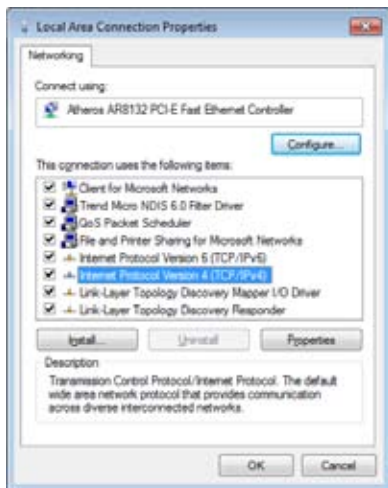 Local Area Connection Properties
Networking
Connect using:
Atheros AR8132 PCI-E Fast Ethernet Controller
Configure...
This connection uses the following items:
Client for Microsoft Networks
Trend Micro NDIS 6.0 Filter Driver
QoS Packet Scheduler
File and Printer Sharing for Microsoft Networks
Internet Protocol Version 6 (TCP/IPv6)
Internet Protocol Version 4 (TCP/IPv4)
Link-Layer Topology Discovery Mapper I/O Driver
Link-Layer Topology Discovery Responder
Install...
Uninstall
Properties
Description
Transmission Control Protocol/Internet Protocol. The default
wide area network protocol that provides communication
across diverse interconnected networks.
OK
Cancel